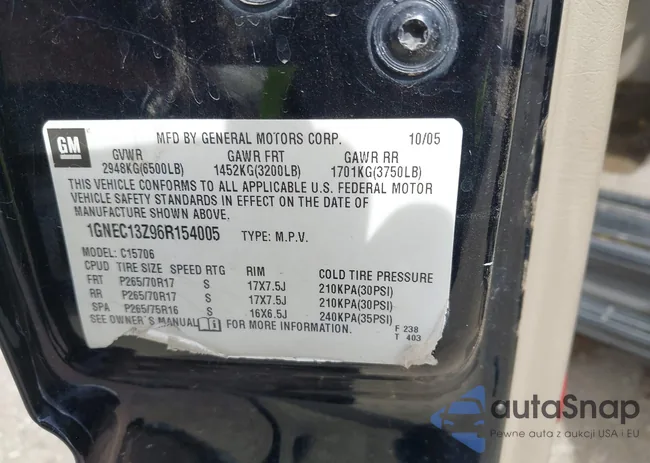 GM
MFD BY GENERAL MOTORS CORP. 10/05
GVWR GAWR FRT GAWR RR
2948KG(6500LB) 1452KG(3200LB) 1701KG(3750LB)
THIS VEHICLE CONFORMS TO ALL APPLICABLE U.S. FEDERAL MOTOR
VEHICLE SAFETY STANDARDS IN EFFECT ON THE DATE OF
MANUFACTURE SHOWN ABOVE.
1GNEC13Z96R154005 TYPE: M.P.V.
MODEL: C15706
CPUD TIRE SIZE SPEED RTG RIM COLD TIRE PRESSURE
FRT P265/70R17 S 17X7.5J 210KPA(30PSI)
RR P265/70R17 S 17X7.5J 210KPA(30PSI)
SPA P265/75R16 S 16X6.5J 240KPA(35PSI)
SEE OWNER'S MANUAL FOR MORE INFORMATION.
F 238
T 403
autaSnap
Pewne auta z aukcji USA i EU